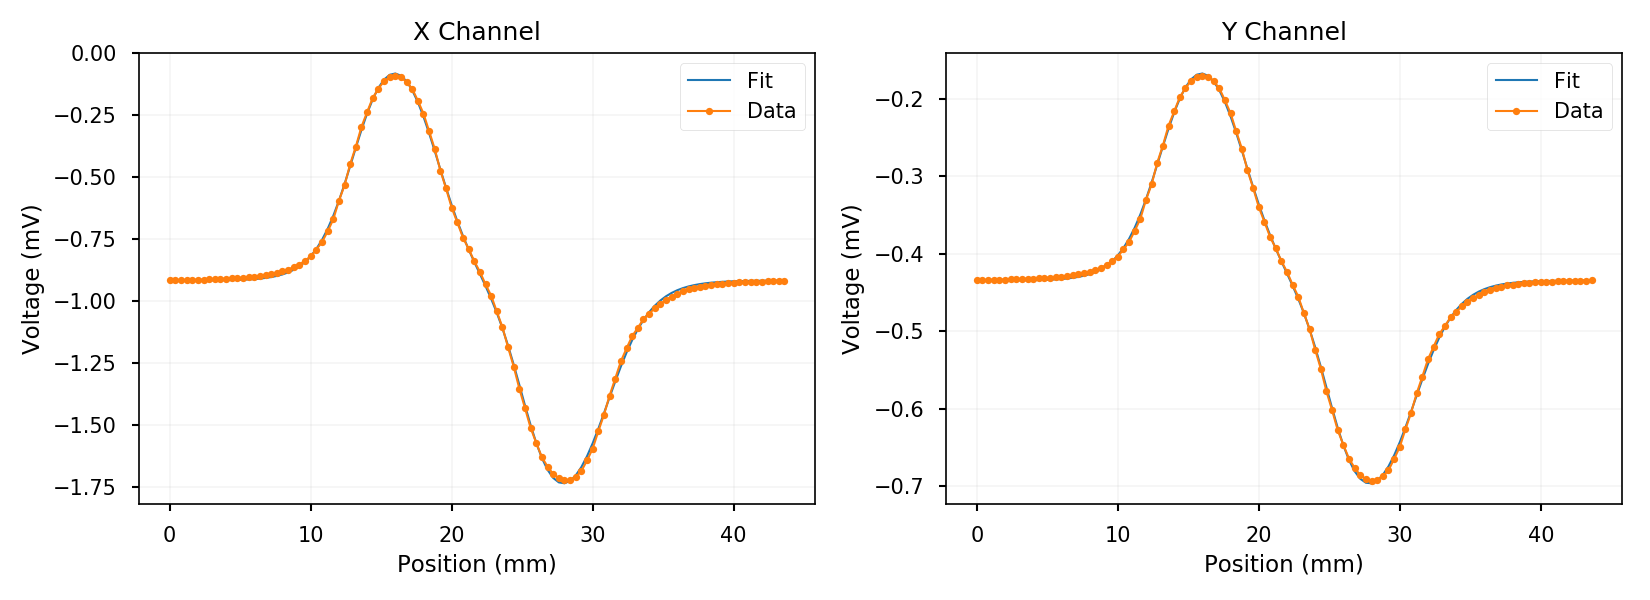 X Channel
0.00
−0.25
−0.50
−0.75
−1.00
−1.25
−1.50
−1.75
Voltage (mV)
0 10 20 30 40
Position (mm)
Fit
Data
Y Channel
−0.2
−0.3
−0.4
−0.5
−0.6
−0.7
Voltage (mV)
0 10 20 30 40
Position (mm)
Fit
Data